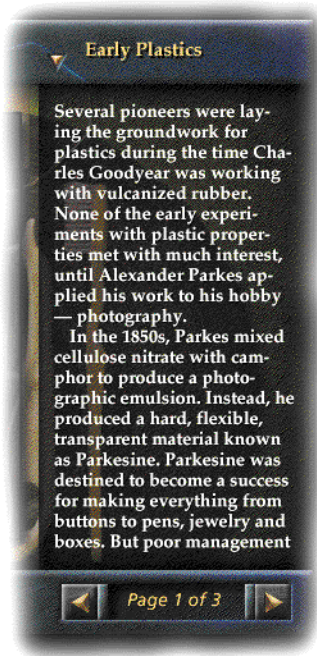 Early Plastics
Several pioneers were lay-
ing the groundwork for
plastics during the time Cha-
rles Goodyear was working
with vulcanized rubber.
None of the early experi-
ments with plastic proper-
ties met with much interest,
until Alexander Parkes ap-
plied his work to his hobby
— photography.
In the 1850s, Parkes mixed
cellulose nitrate with cam-
phor to produce a photo-
graphic emulsion. Instead, he
produced a hard, flexible,
transparent material known
as Parkesine. Parkesine was
destined to become a success
for making everything from
buttons to pens, jewelry and
boxes. But poor management
Page 1 of 3